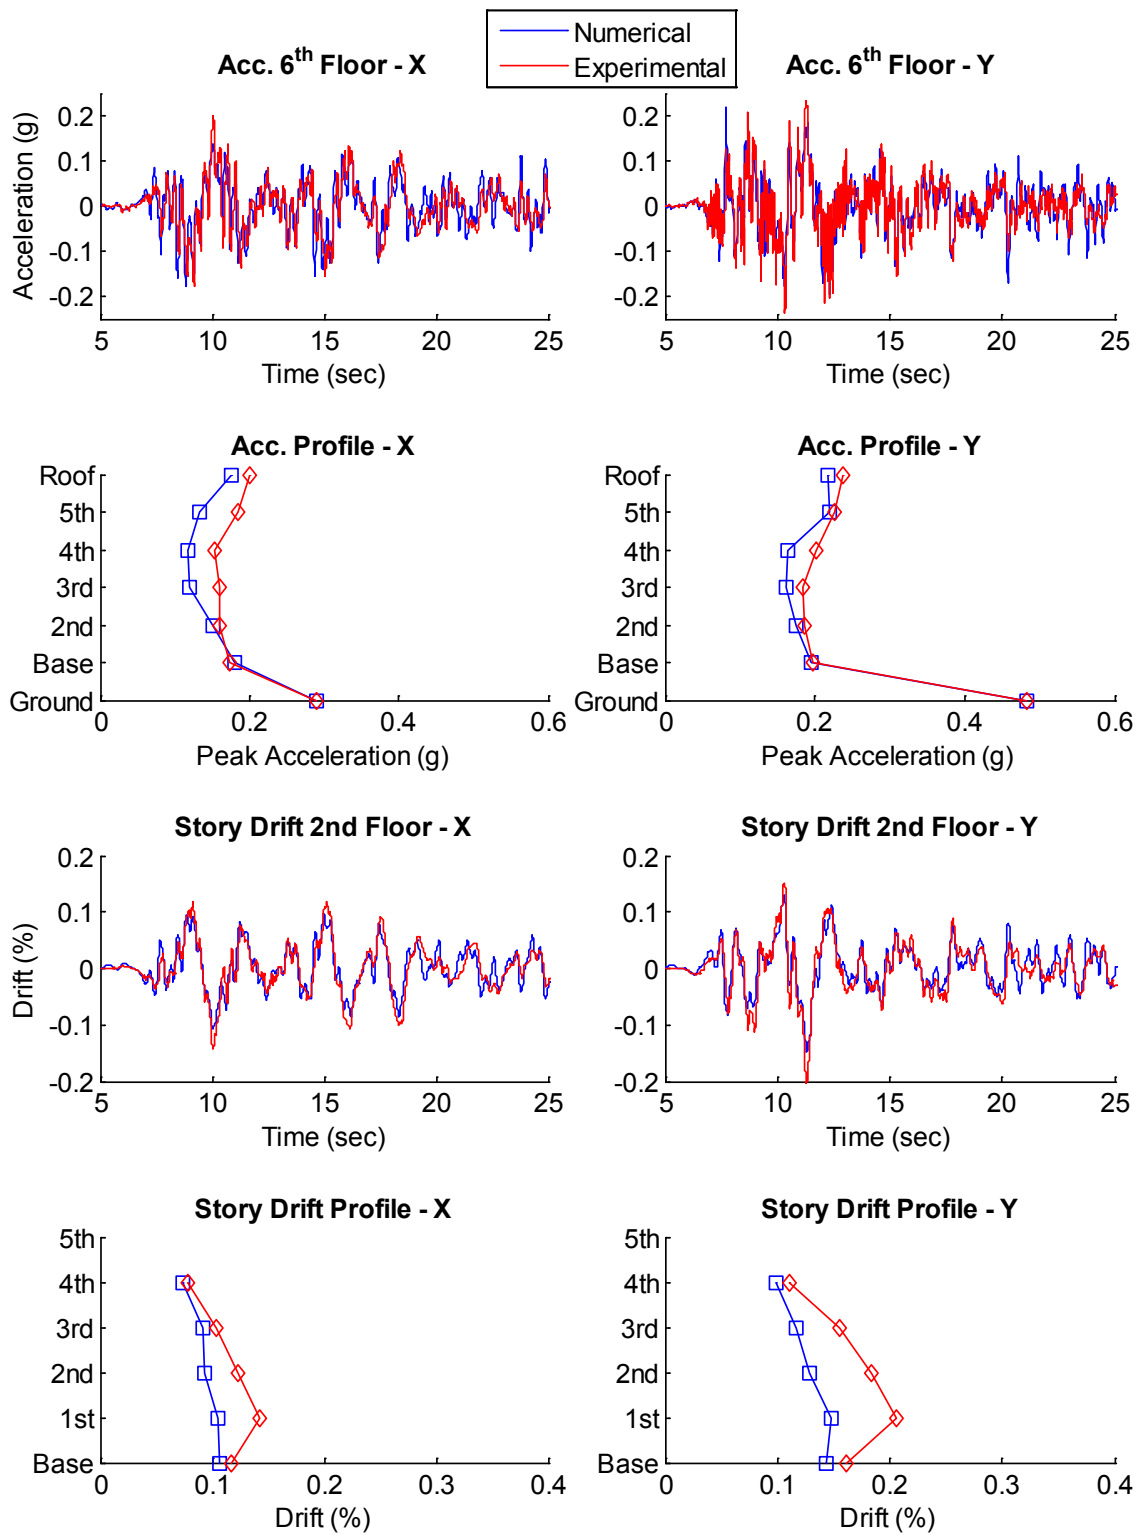 Numerical
Experimental
Acc. 6th Floor - X
Acceleration (g)
0.2
0.1
0
-0.1
-0.2
5 10 15 20 25
Time (sec)
Acc. 6th Floor - Y
0.2
0.1
0
-0.1
-0.2
5 10 15 20 25
Time (sec)
Acc. Profile - X
Roof
5th
4th
3rd
2nd
Base
Ground
0 0.2 0.4 0.6
Peak Acceleration (g)
Acc. Profile - Y
Roof
5th
4th
3rd
2nd
Base
Ground
0 0.2 0.4 0.6
Peak Acceleration (g)
Story Drift 2nd Floor - X
Drift (%)
0.2
0.1
0
-0.1
-0.2
5 10 15 20 25
Time (sec)
Story Drift 2nd Floor - Y
0.2
0.1
0
-0.1
-0.2
5 10 15 20 25
Time (sec)
Story Drift Profile - X
5th
4th
3rd
2nd
1st
Base
0 0.1 0.2 0.3 0.4
Drift (%)
Story Drift Profile - Y
5th
4th
3rd
2nd
1st
Base
0 0.1 0.2 0.3 0.4
Drift (%)